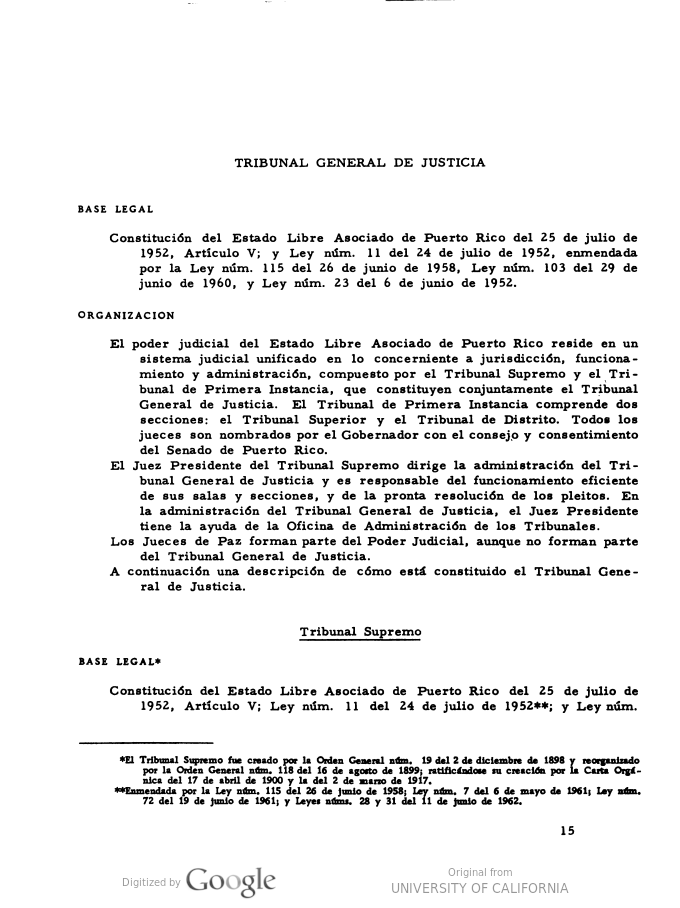 TRIBUNAL GENERAL DE JUSTICIA
BASE LEGAL
Constitución del Estado Libre Asociado de Puerto Rico del 25 de julio de
1952, Artículo V; y Ley núm. 11 del 24 de julio de 1952, enmendada
por la Ley núm. 115 del 26 de junio de 1958, Ley núm. 103 del 29 de
junio de 1960, y Ley núm. 23 del 6 de junio de 1952.
ORGANIZACION
El poder judicial del Estado Libre Asociado de Puerto Rico reside en un
sistema judicial unificado en lo concerniente a jurisdicción, funciona-
miento y administración, compuesto por el Tribunal Supremo y el Tri-
bunal de Primera Instancia, que constituyen conjuntamente el Tribunal
General de Justicia. El Tribunal de Primera Instancia comprende dos
secciones: el Tribunal Superior y el Tribunal de Distrito. Todos los
jueces son nombrados por el Gobernador con el consejo y consentimiento
del Senado de Puerto Rico.
El Juez Presidente del Tribunal Supremo dirige la administración del Tri-
bunal General de Justicia y es responsable del funcionamiento eficiente
de sus salas y secciones, y de la pronta resolución de los pleitos. En
la administración del Tribunal General de Justicia, el Juez Presidente
tiene la ayuda de la Oficina de Administración de los Tribunales.
Los Jueces de Paz forman parte del Poder Judicial, aunque no forman parte
del Tribunal General de Justicia.
A continuación una descripción de cómo está constituido el Tribunal Gene-
ral de Justicia.
Tribunal Supremo
BASE LEGAL*
Constitución del Estado Libre Asociado de Puerto Rico del 25 de julio de
1952, Artículo V; Ley núm. 11 del 24 de julio de 1952**; y Ley núm.
*El Tribunal Supremo fue creado por la Orden General núm. 19 del 2 de diciembre de 1898 y reorganizado
por la Orden General núm. 118 del 16 de agosto de 1899; ratificándose su creación por la Carta Orgá-
nica del 17 de abril de 1900 y la del 2 de marzo de 1917.
**Enmendada por la Ley núm. 115 del 26 de junio de 1958; Ley núm. 7 del 6 de mayo de 1961; Ley núm.
72 del 19 de junio de 1961; y Leyes núms. 28 y 31 del 11 de junio de 1962.
15
Digitized by Google
Original from
UNIVERSITY OF CALIFORNIA